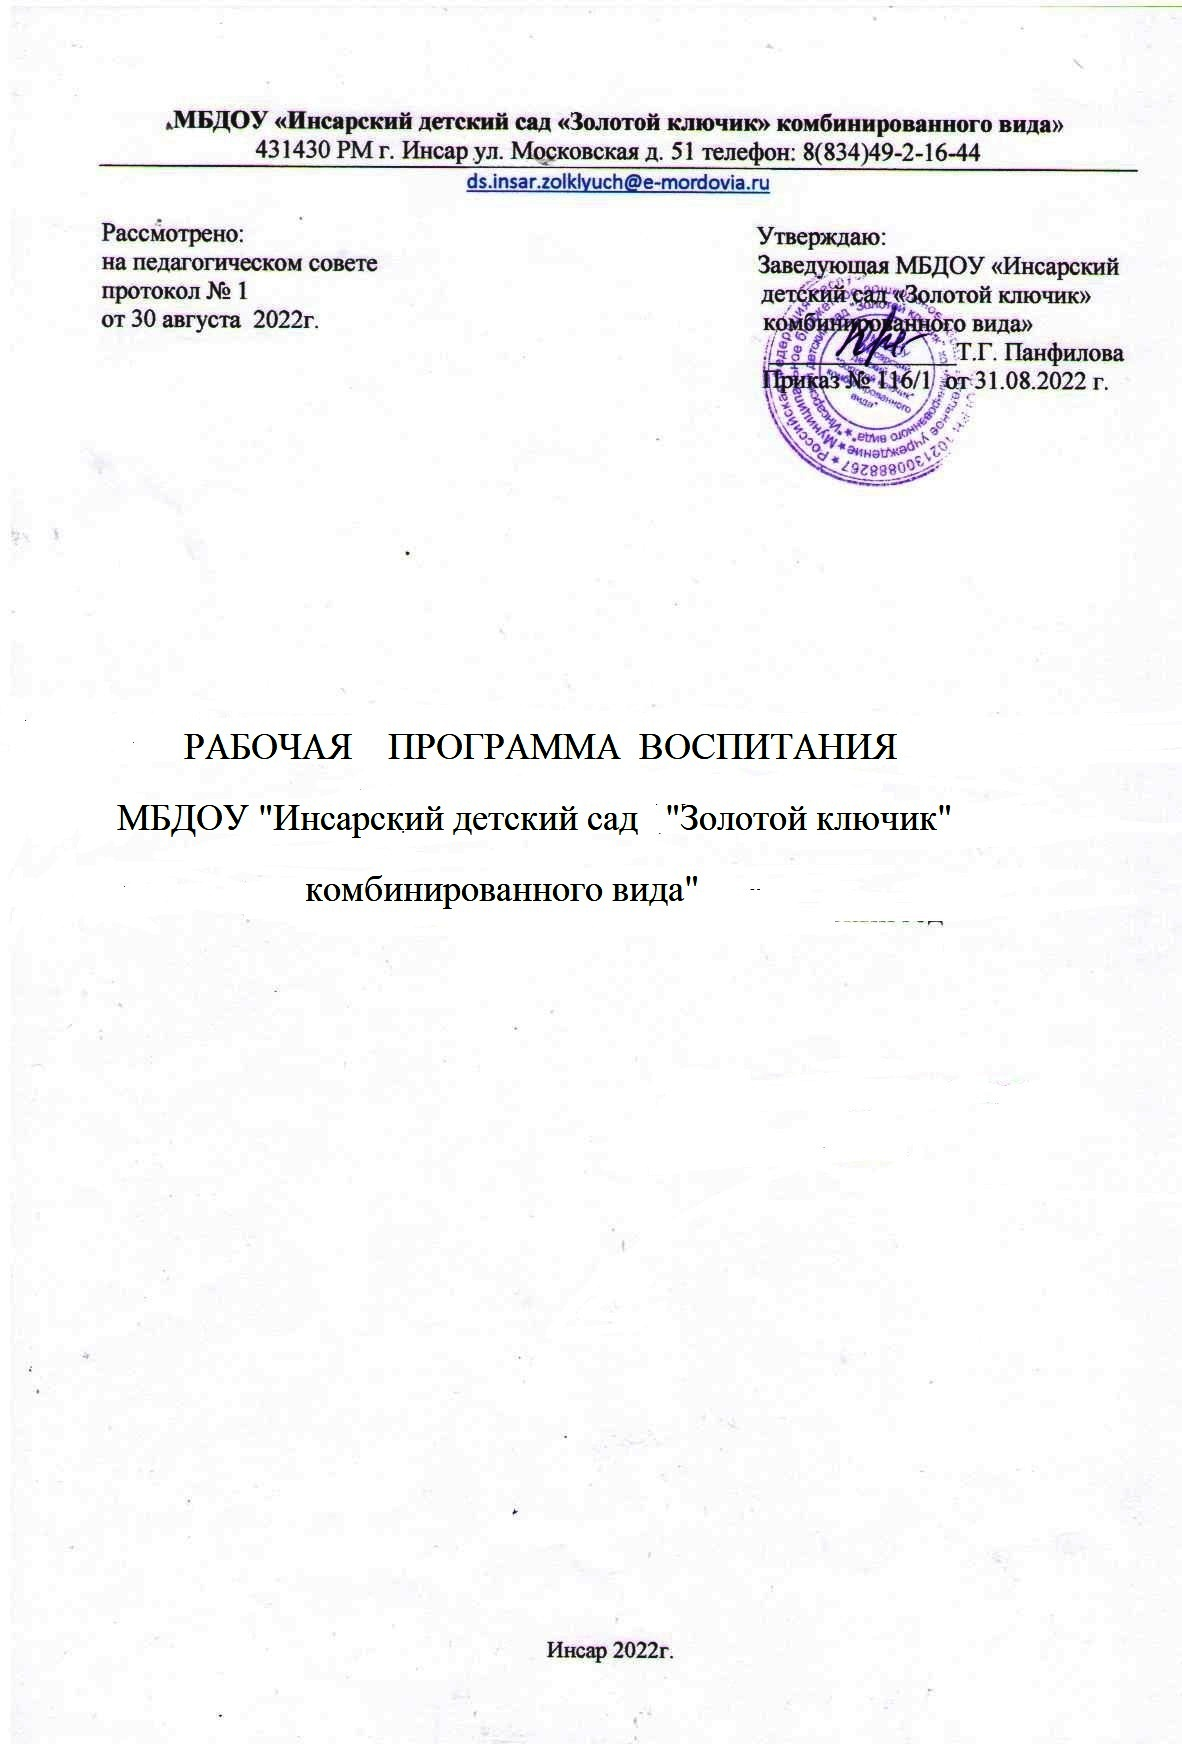 МБДОУ «Инсарский детский сад «Золотой ключик» комбинированного вида»
431430 РМ г. Инсар ул. Московская д. 51 телефон: 8(834)49-2-16-44
ds.insar.zolklyuch@e-mordovia.ru
Рассмотрено:
на педагогическом совете
протокол № 1
от 30 августа 2022г.
Утверждаю:
Заведующая МБДОУ «Инсарский
детский сад «Золотой ключик»
комбинированного вида»
Т.Г. Панфилова
Приказ № 116/1 от 31.08.2022 г.
РАБОЧАЯ ПРОГРАММА ВОСПИТАНИЯ
МБДОУ "Инсарский детский сад "Золотой ключик"
комбинированного вида"
Инсар 2022г.